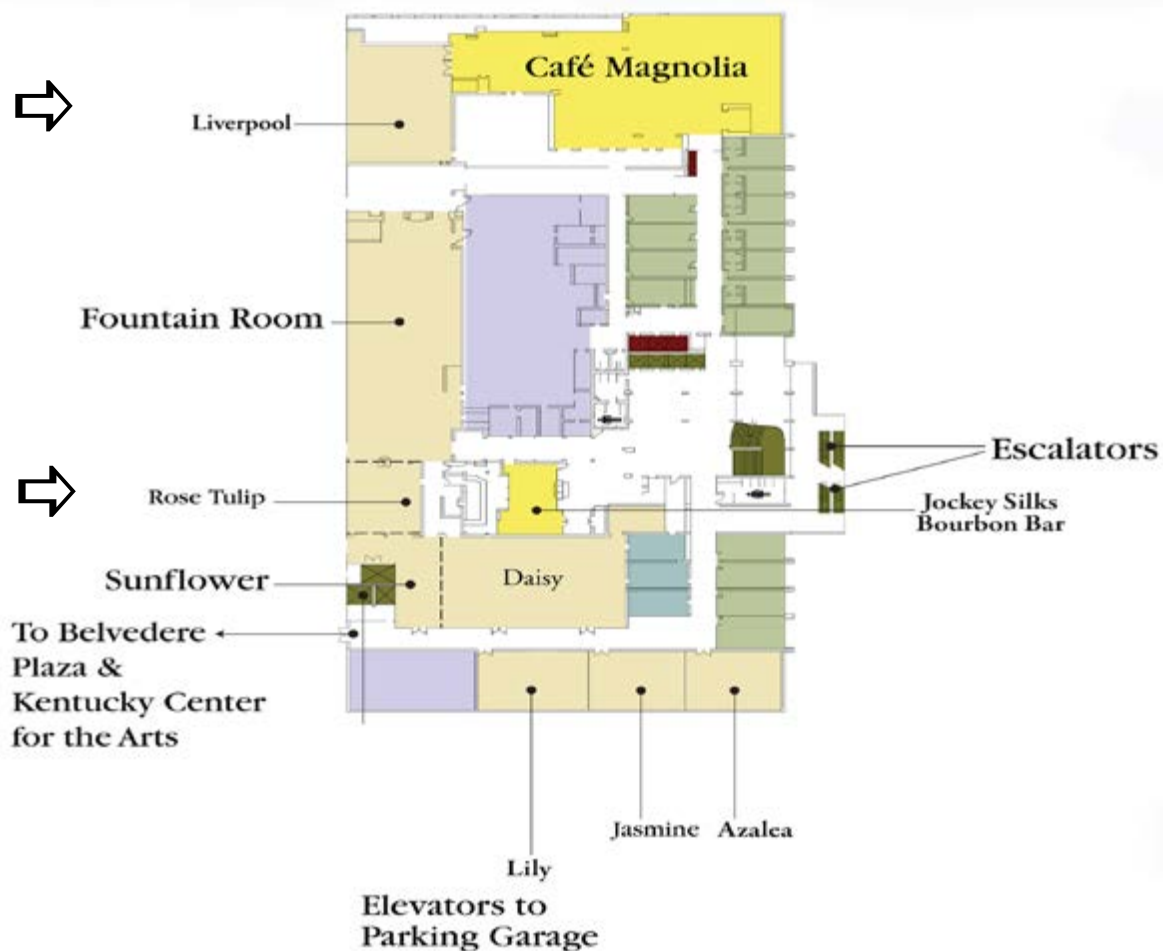 Café Magnolia
Liverpool
Fountain Room
Escalators
Rose Tulip
Jockey Silks
Bourbon Bar
Sunflower
Daisy
To Belvedere
Plaza &
Kentucky Center
for the Arts
Jasmine
Azalea
Lily
Elevators to
Parking Garage